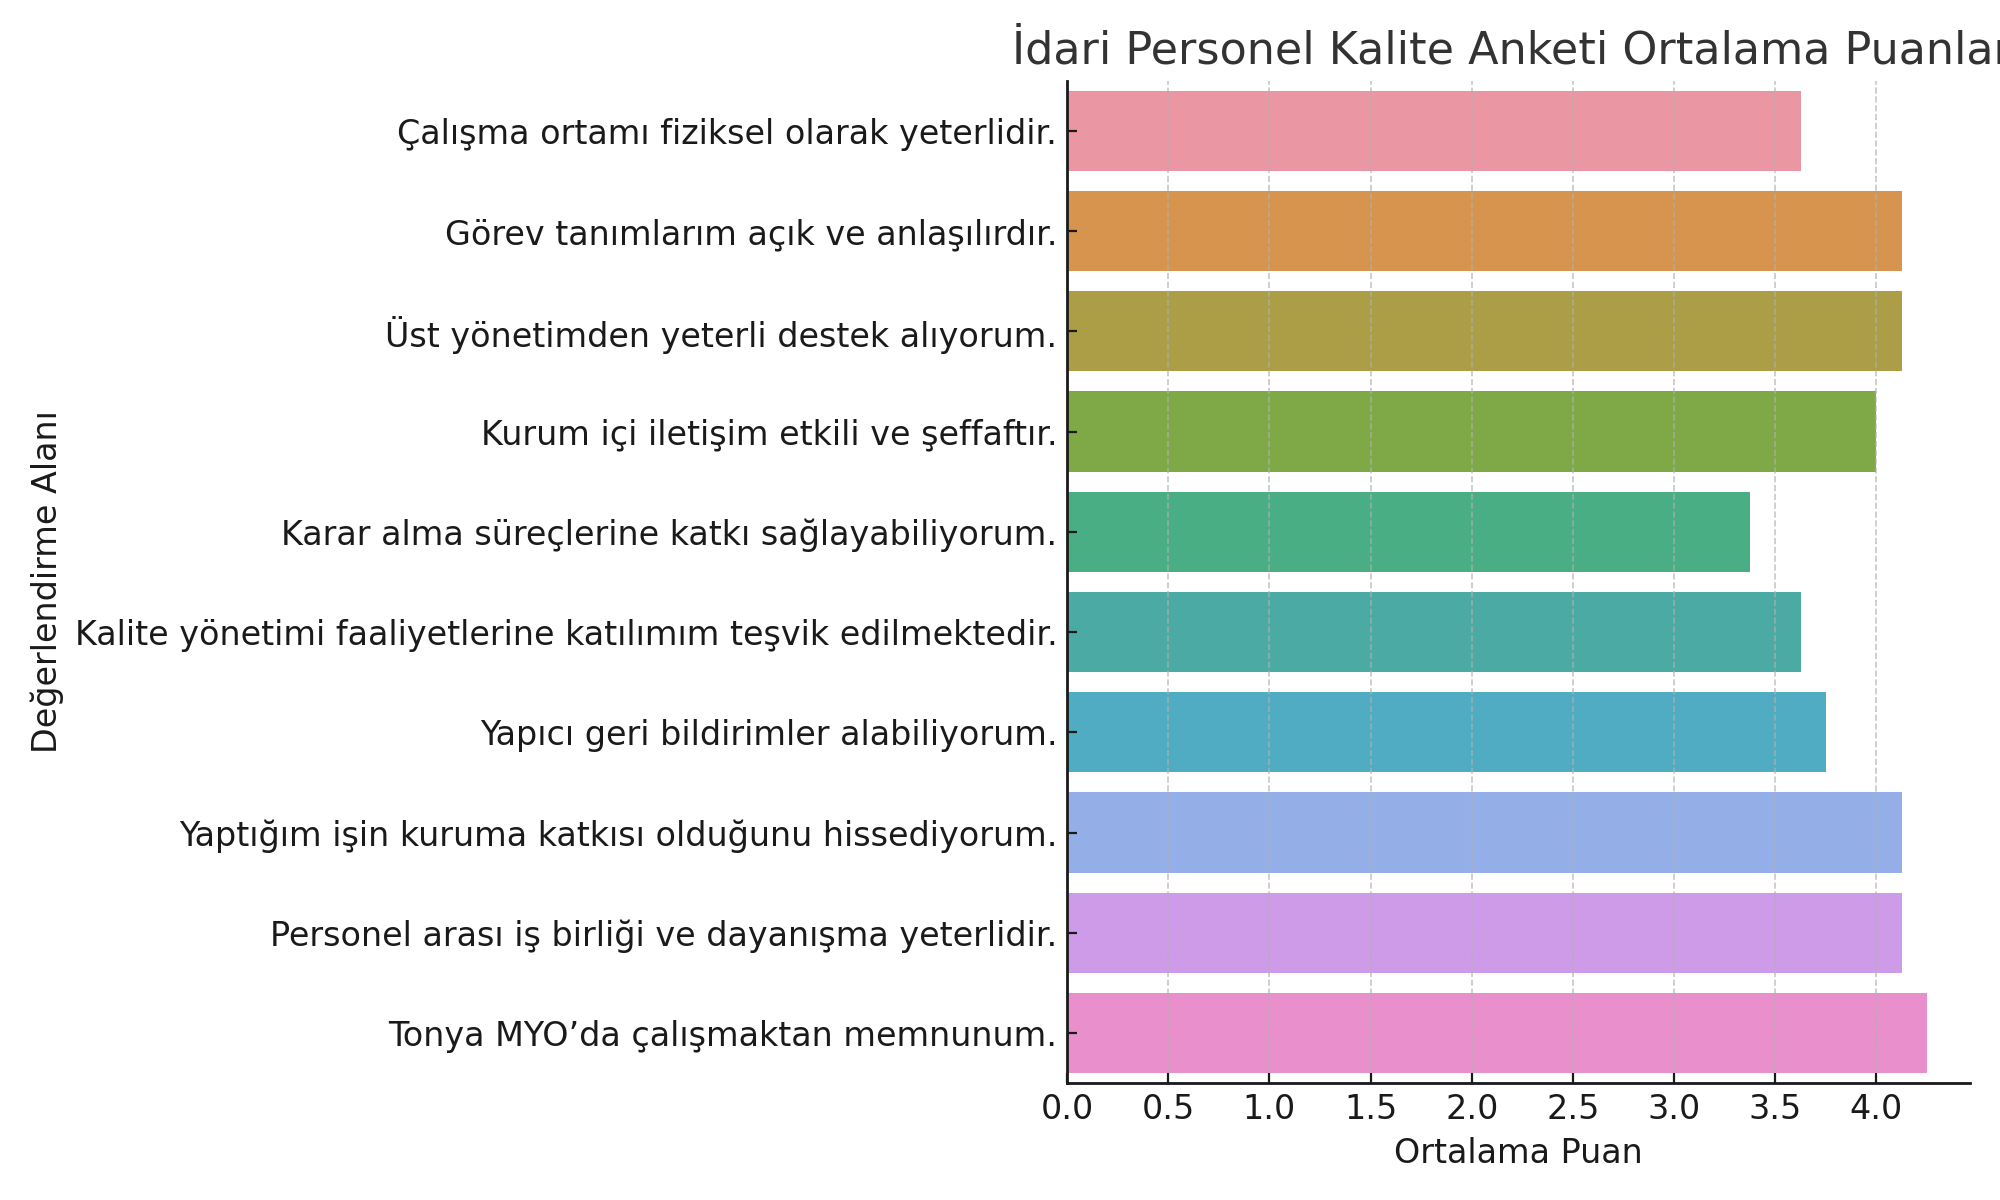 İdari Personel Kalite Anketi Ortalama Puanlar
Çalışma ortamı fiziksel olarak yeterlidir.
Görev tanımlarım açık ve anlaşılırdır.
Üst yönetimden yeterli destek alıyorum.
Kurum içi iletişim etkili ve şeffaftır.
Karar alma süreçlerine katkı sağlayabiliyorum.
Kalite yönetimi faaliyetlerine katılımım teşvik edilmektedir.
Yapıcı geri bildirimler alabiliyorum.
Yaptığım işin kuruma katkısı olduğunu hissediyorum.
Personel arası iş birliği ve dayanışma yeterlidir.
Tonya MYO’da çalışmaktan memnunum.
Değerlendirme Alanı
0.0 0.5 1.0 1.5 2.0 2.5 3.0 3.5 4.0
Ortalama Puan